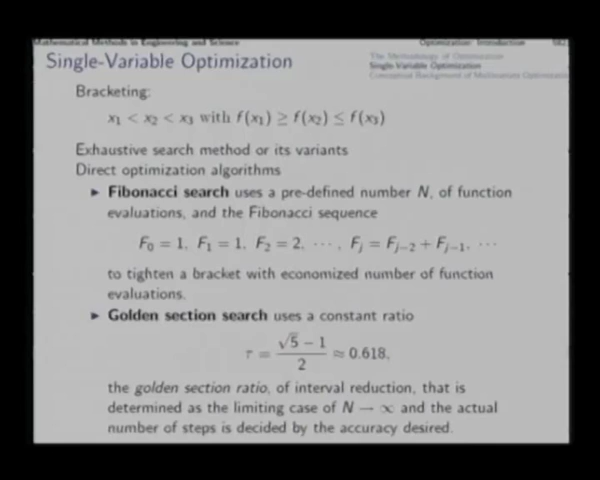 Mathematical Methods in Engineering and Science Optimization: Introduction
Single-Variable Optimization
The Methodology of Optimization
Single-Variable Optimization
Conceptual Background of Multivariate Optimization
Bracketing:
x₁ < x₂ < x₃ with f(x₁) ≥ f(x₂) ≤ f(x₃)
Exhaustive search method or its variants
Direct optimization algorithms
► Fibonacci search uses a pre-defined number N, of function
evaluations, and the Fibonacci sequence
F₀ = 1, F₁ = 1, F₂ = 2, ⋯, Fⱼ = Fⱼ₋₂ + Fⱼ₋₁, ⋯
to tighten a bracket with economized number of function
evaluations.
► Golden section search uses a constant ratio
τ = (√5 − 1)/2 ≈ 0.618,
the golden section ratio, of interval reduction, that is
determined as the limiting case of N → ∞ and the actual
number of steps is decided by the accuracy desired.